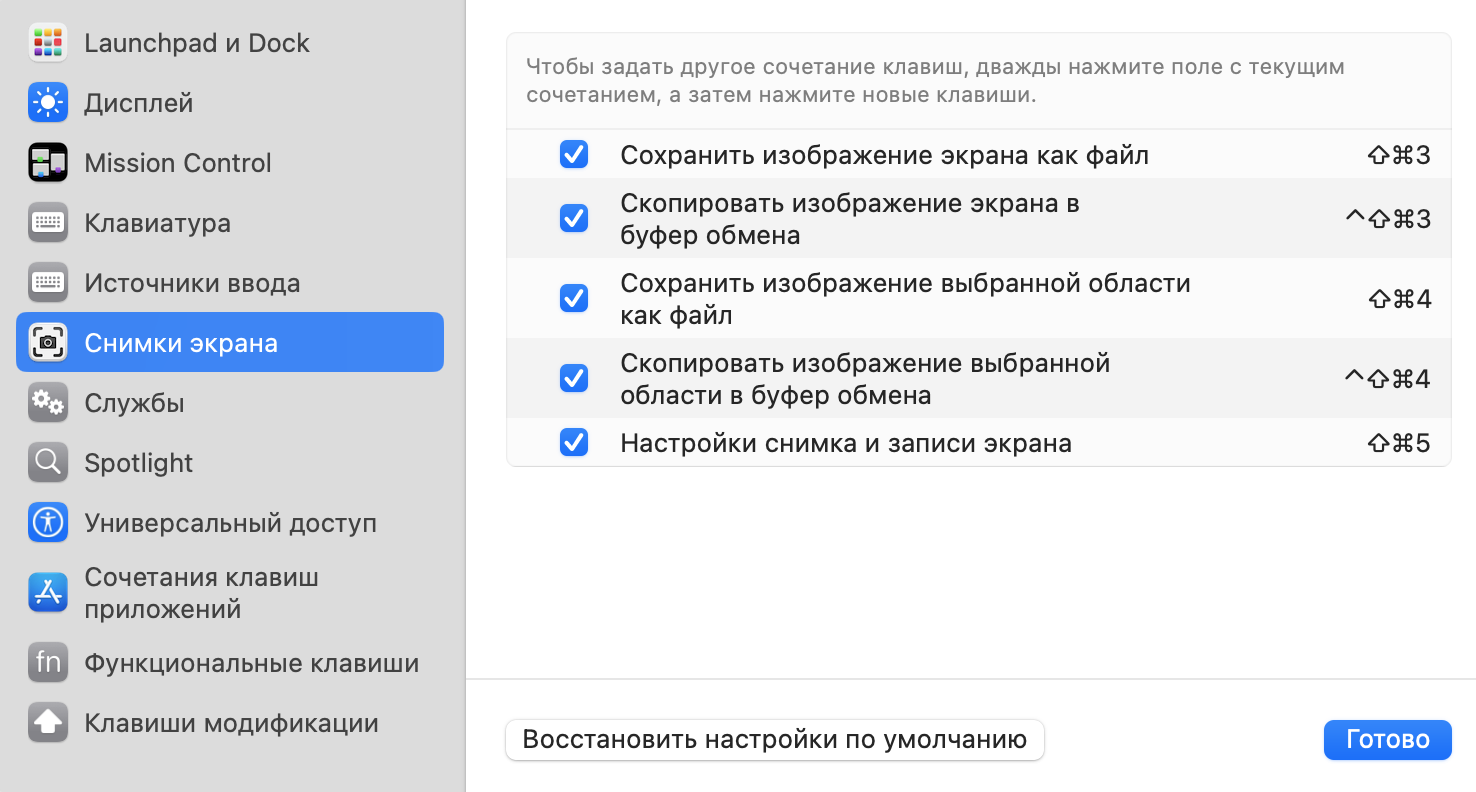 Launchpad и Dock
Дисплей
Mission Control
Клавиатура
Источники ввода
Снимки экрана
Службы
Spotlight
Универсальный доступ
Сочетания клавиш
приложений
fn Функциональные клавиши
Клавиши модификации
Чтобы задать другое сочетание клавиш, дважды нажмите поле с текущим
сочетанием, а затем нажмите новые клавиши.
Сохранить изображение экрана как файл ⇧⌘3
Скопировать изображение экрана в
буфер обмена ^⇧⌘3
Сохранить изображение выбранной области
как файл ⇧⌘4
Скопировать изображение выбранной
области в буфер обмена ^⇧⌘4
Настройки снимка и записи экрана ⇧⌘5
Восстановить настройки по умолчанию
Готово